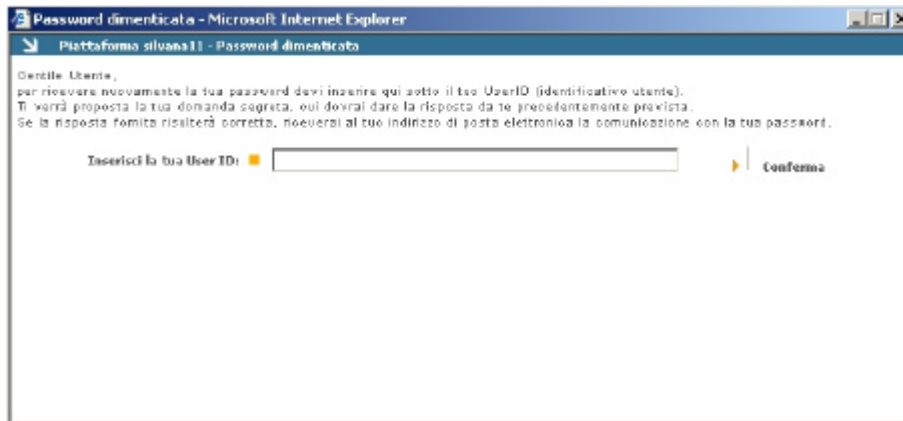 Password dimenticata - Microsoft Internet Explorer
Piattaforma silvana11 - Password dimenticata
Gentile Utente,
per ricevere nuovamente la tua password devi inserire qui sotto il tuo UserID (identificativo utente).
Ti verrà proposta la tua domanda segreta, cui dovrai dare la risposta da te precedentemente prevista.
Se la risposta fornita risulterà corretta, riceverai al tuo indirizzo di posta elettronica la comunicazione con la tua password.
Inserisci la tua User ID:
Conferma